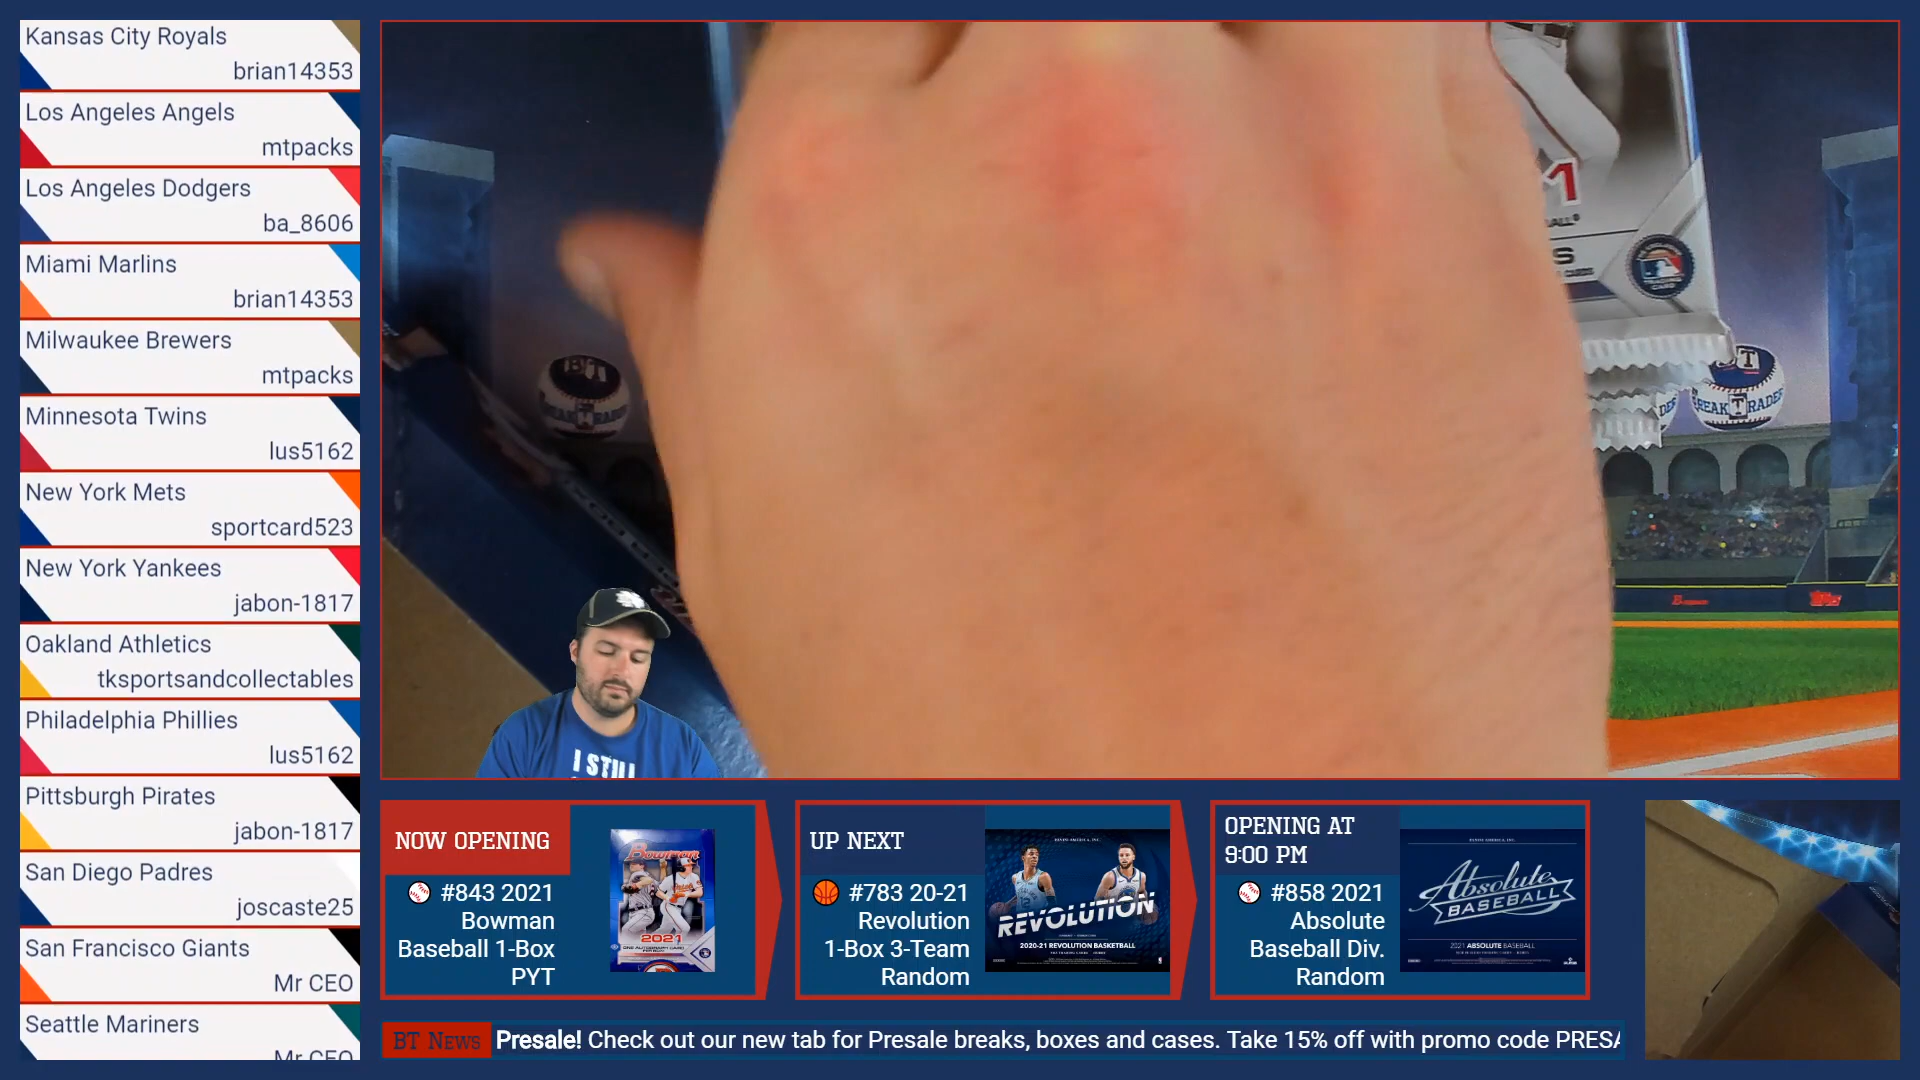 Kansas City Royals
brian14353
Los Angeles Angels
mtpacks
Los Angeles Dodgers
ba_8606
Miami Marlins
brian14353
Milwaukee Brewers
mtpacks
Minnesota Twins
lus5162
New York Mets
sportcard523
New York Yankees
jabon-1817
Oakland Athletics
tksportsandcollectables
Philadelphia Phillies
lus5162
Pittsburgh Pirates
jabon-1817
San Diego Padres
joscaste25
San Francisco Giants
Mr CEO
Seattle Mariners
Mr CEO
I STILL
Bowman
Topps
NOW OPENING
#843 2021
Bowman
Baseball 1-Box
PYT
Bowman
2021
UP NEXT
#783 20-21
Revolution
1-Box 3-Team
Random
REVOLUTION
2020-21 REVOLUTION BASKETBALL
OPENING AT
9:00 PM
#858 2021
Absolute
Baseball Div.
Random
Absolute
BASEBALL
2021 ABSOLUTE BASEBALL
BT NEWS
Presale! Check out our new tab for Presale breaks, boxes and cases. Take 15% off with promo code PRESA